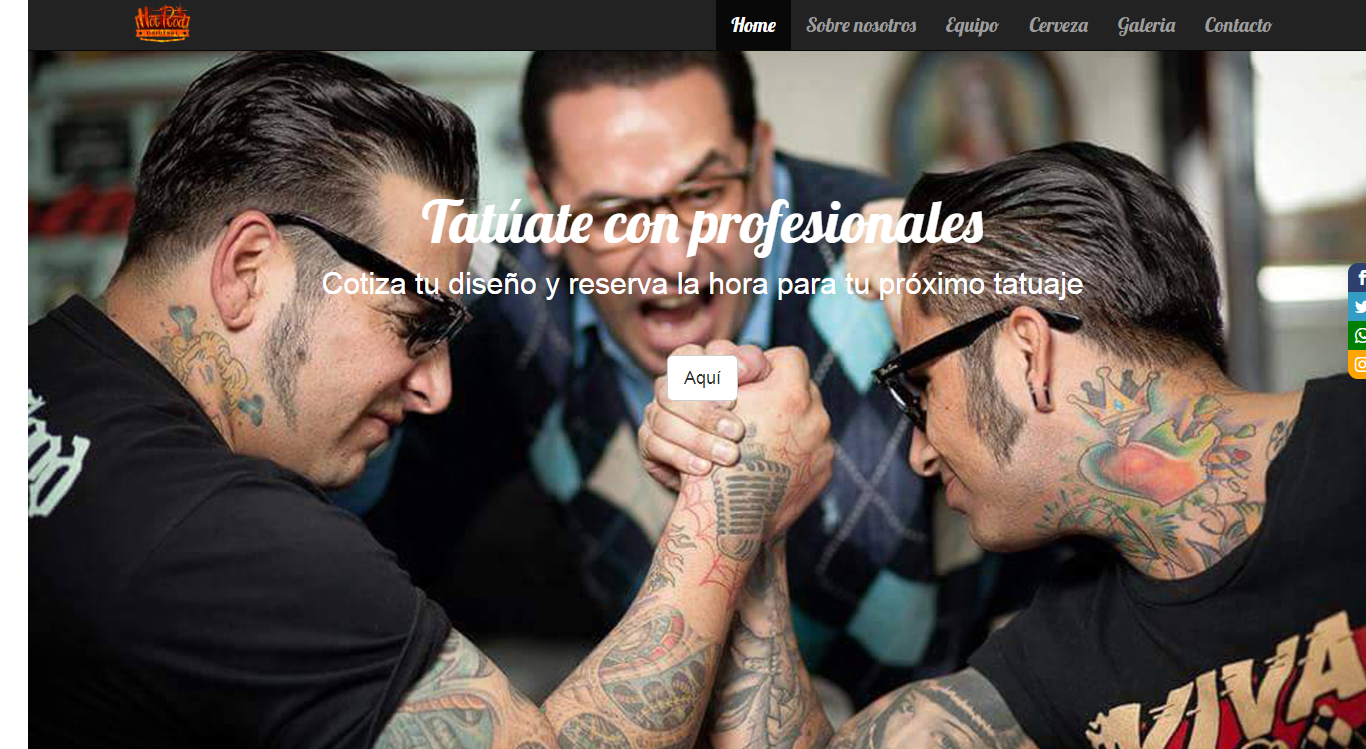 Hot Rod
ORIGINAL
Home
Sobre nosotros
Equipo
Cerveza
Galeria
Contacto
Tatúate con profesionales
Cotiza tu diseño y reserva la hora para tu próximo tatuaje
Aquí
VIVA